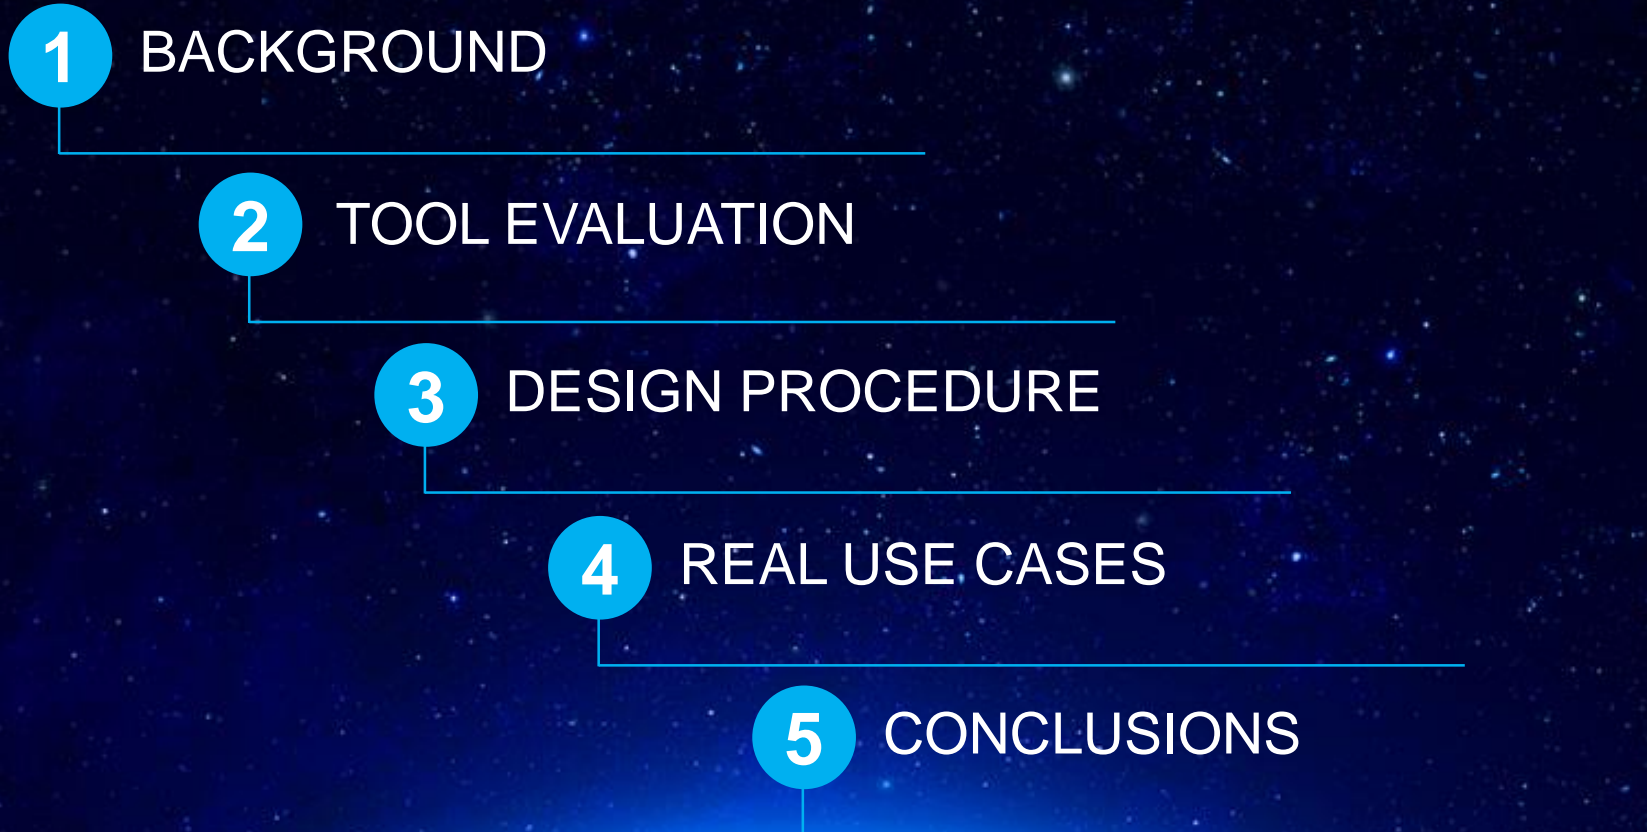 1 BACKGROUND
2 TOOL EVALUATION
3 DESIGN PROCEDURE
4 REAL USE CASES
5 CONCLUSIONS